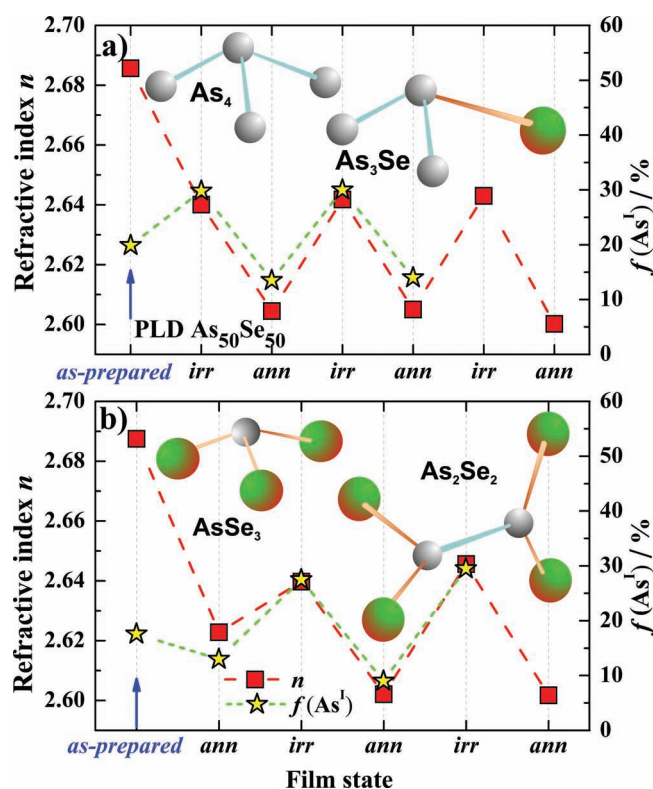 a)
2.70
2.68
2.66
2.64
2.62
2.60
Refractive index n
60
50
40
30
20
10
0
f(As^I) / %
As4
As3Se
PLD As50Se50
as-prepared irr ann irr ann irr ann
b)
2.70
2.68
2.66
2.64
2.62
2.60
Refractive index n
60
50
40
30
20
10
0
f(As^I) / %
AsSe3
As2Se2
n
f(As^I)
as-prepared ann irr ann irr ann
Film state